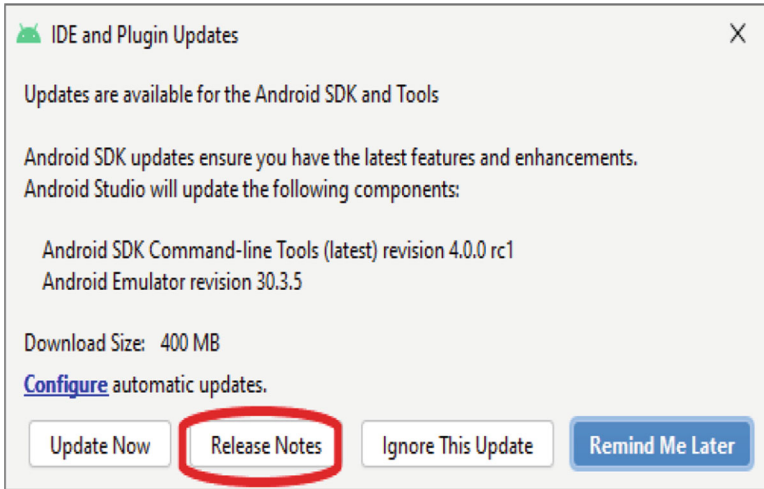 IDE and Plugin Updates
Updates are available for the Android SDK and Tools
Android SDK updates ensure you have the latest features and enhancements.
Android Studio will update the following components:
Android SDK Command-line Tools (latest) revision 4.0.0 rc1
Android Emulator revision 30.3.5
Download Size: 400 MB
Configure automatic updates.
Update Now Release Notes Ignore This Update Remind Me Later